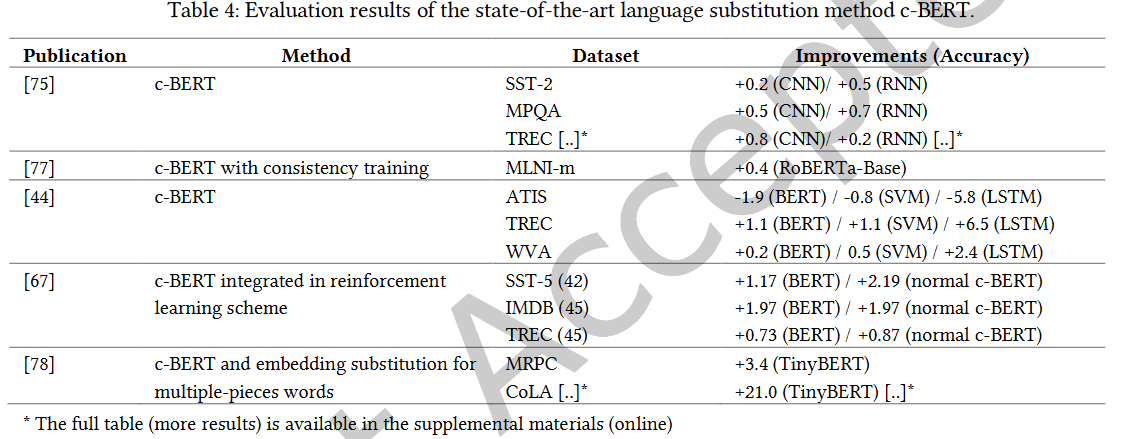 Table 4: Evaluation results of the state-of-the-art language substitution method c-BERT.
Publication Method Dataset Improvements (Accuracy)
[75] c-BERT SST-2 +0.2 (CNN)/ +0.5 (RNN)
MPQA +0.5 (CNN)/ +0.7 (RNN)
TREC [..]* +0.8 (CNN)/ +0.2 (RNN) [..]*
[77] c-BERT with consistency training MLNI-m +0.4 (RoBERTa-Base)
[44] c-BERT ATIS -1.9 (BERT) / -0.8 (SVM) / -5.8 (LSTM)
TREC +1.1 (BERT) / +1.1 (SVM) / +6.5 (LSTM)
WVA +0.2 (BERT) / 0.5 (SVM) / +2.4 (LSTM)
[67] c-BERT integrated in reinforcement SST-5 (42) +1.17 (BERT) / +2.19 (normal c-BERT)
learning scheme IMDB (45) +1.97 (BERT) / +1.97 (normal c-BERT)
TREC (45) +0.73 (BERT) / +0.87 (normal c-BERT)
[78] c-BERT and embedding substitution for MRPC +3.4 (TinyBERT)
multiple-pieces words CoLA [..]* +21.0 (TinyBERT) [..]*
* The full table (more results) is available in the supplemental materials (online)